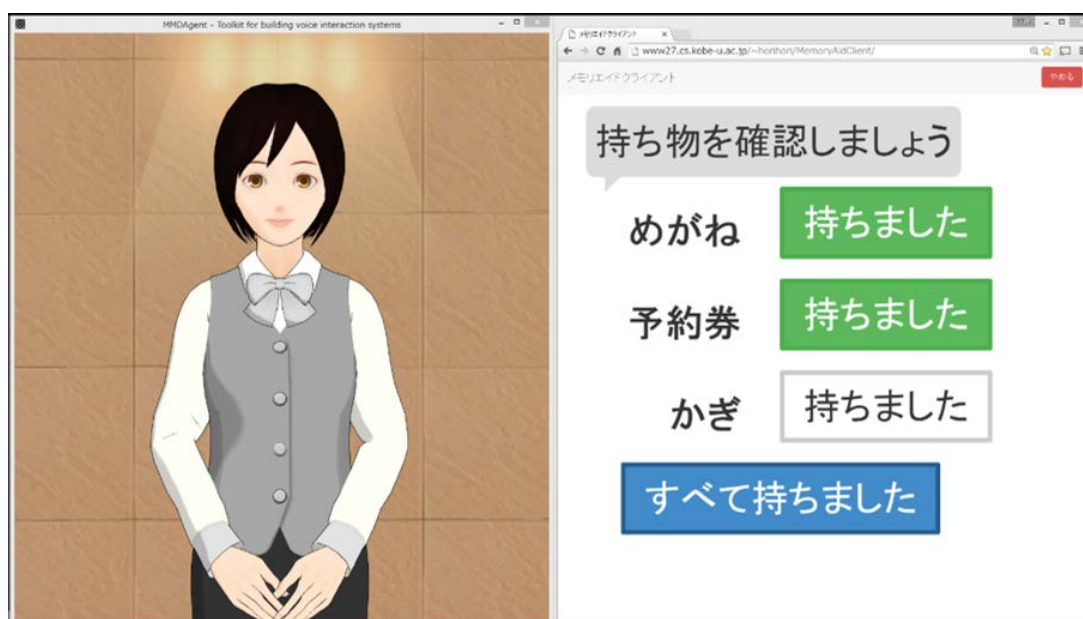 MMDAgent - Toolkit for building voice interaction systems
メモリエイドクライアント
www27.cs.kobe-u.ac.jp/~horihori/MemoryAidClient/
メモリエイドクライアント
やめる
持ち物を確認しましょう
めがね
持ちました
予約券
持ちました
かぎ
持ちました
すべて持ちました